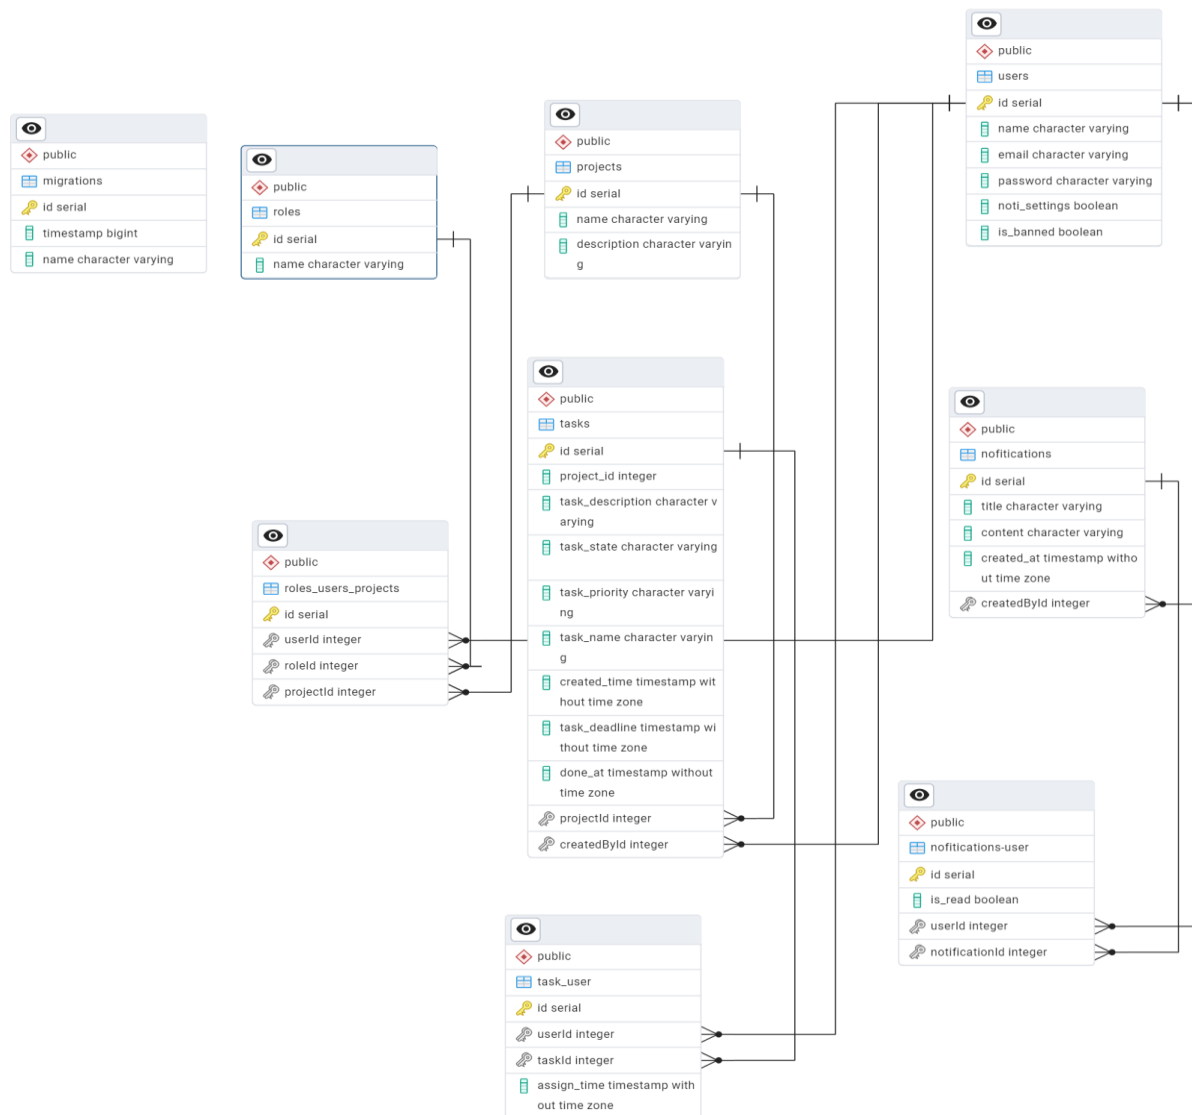 public
migrations
id serial
timestamp bigint
name character varying
public
roles
id serial
name character varying
public
projects
id serial
name character varying
description character varyin
g
public
users
id serial
name character varying
email character varying
password character varying
noti_settings boolean
is_banned boolean
public
tasks
id serial
project_id integer
task_description character v
arying
task_state character varying
task_priority character varyi
ng
task_name character varyin
g
created_time timestamp wit
hout time zone
task_deadline timestamp wi
thout time zone
done_at timestamp without
time zone
projectId integer
createdById integer
public
nofitications
id serial
title character varying
content character varying
created_at timestamp witho
ut time zone
createdById integer
public
roles_users_projects
id serial
userId integer
roleId integer
projectId integer
public
nofitications-user
id serial
is_read boolean
userId integer
notificationId integer
public
task_user
id serial
userId integer
taskId integer
assign_time timestamp with
out time zone